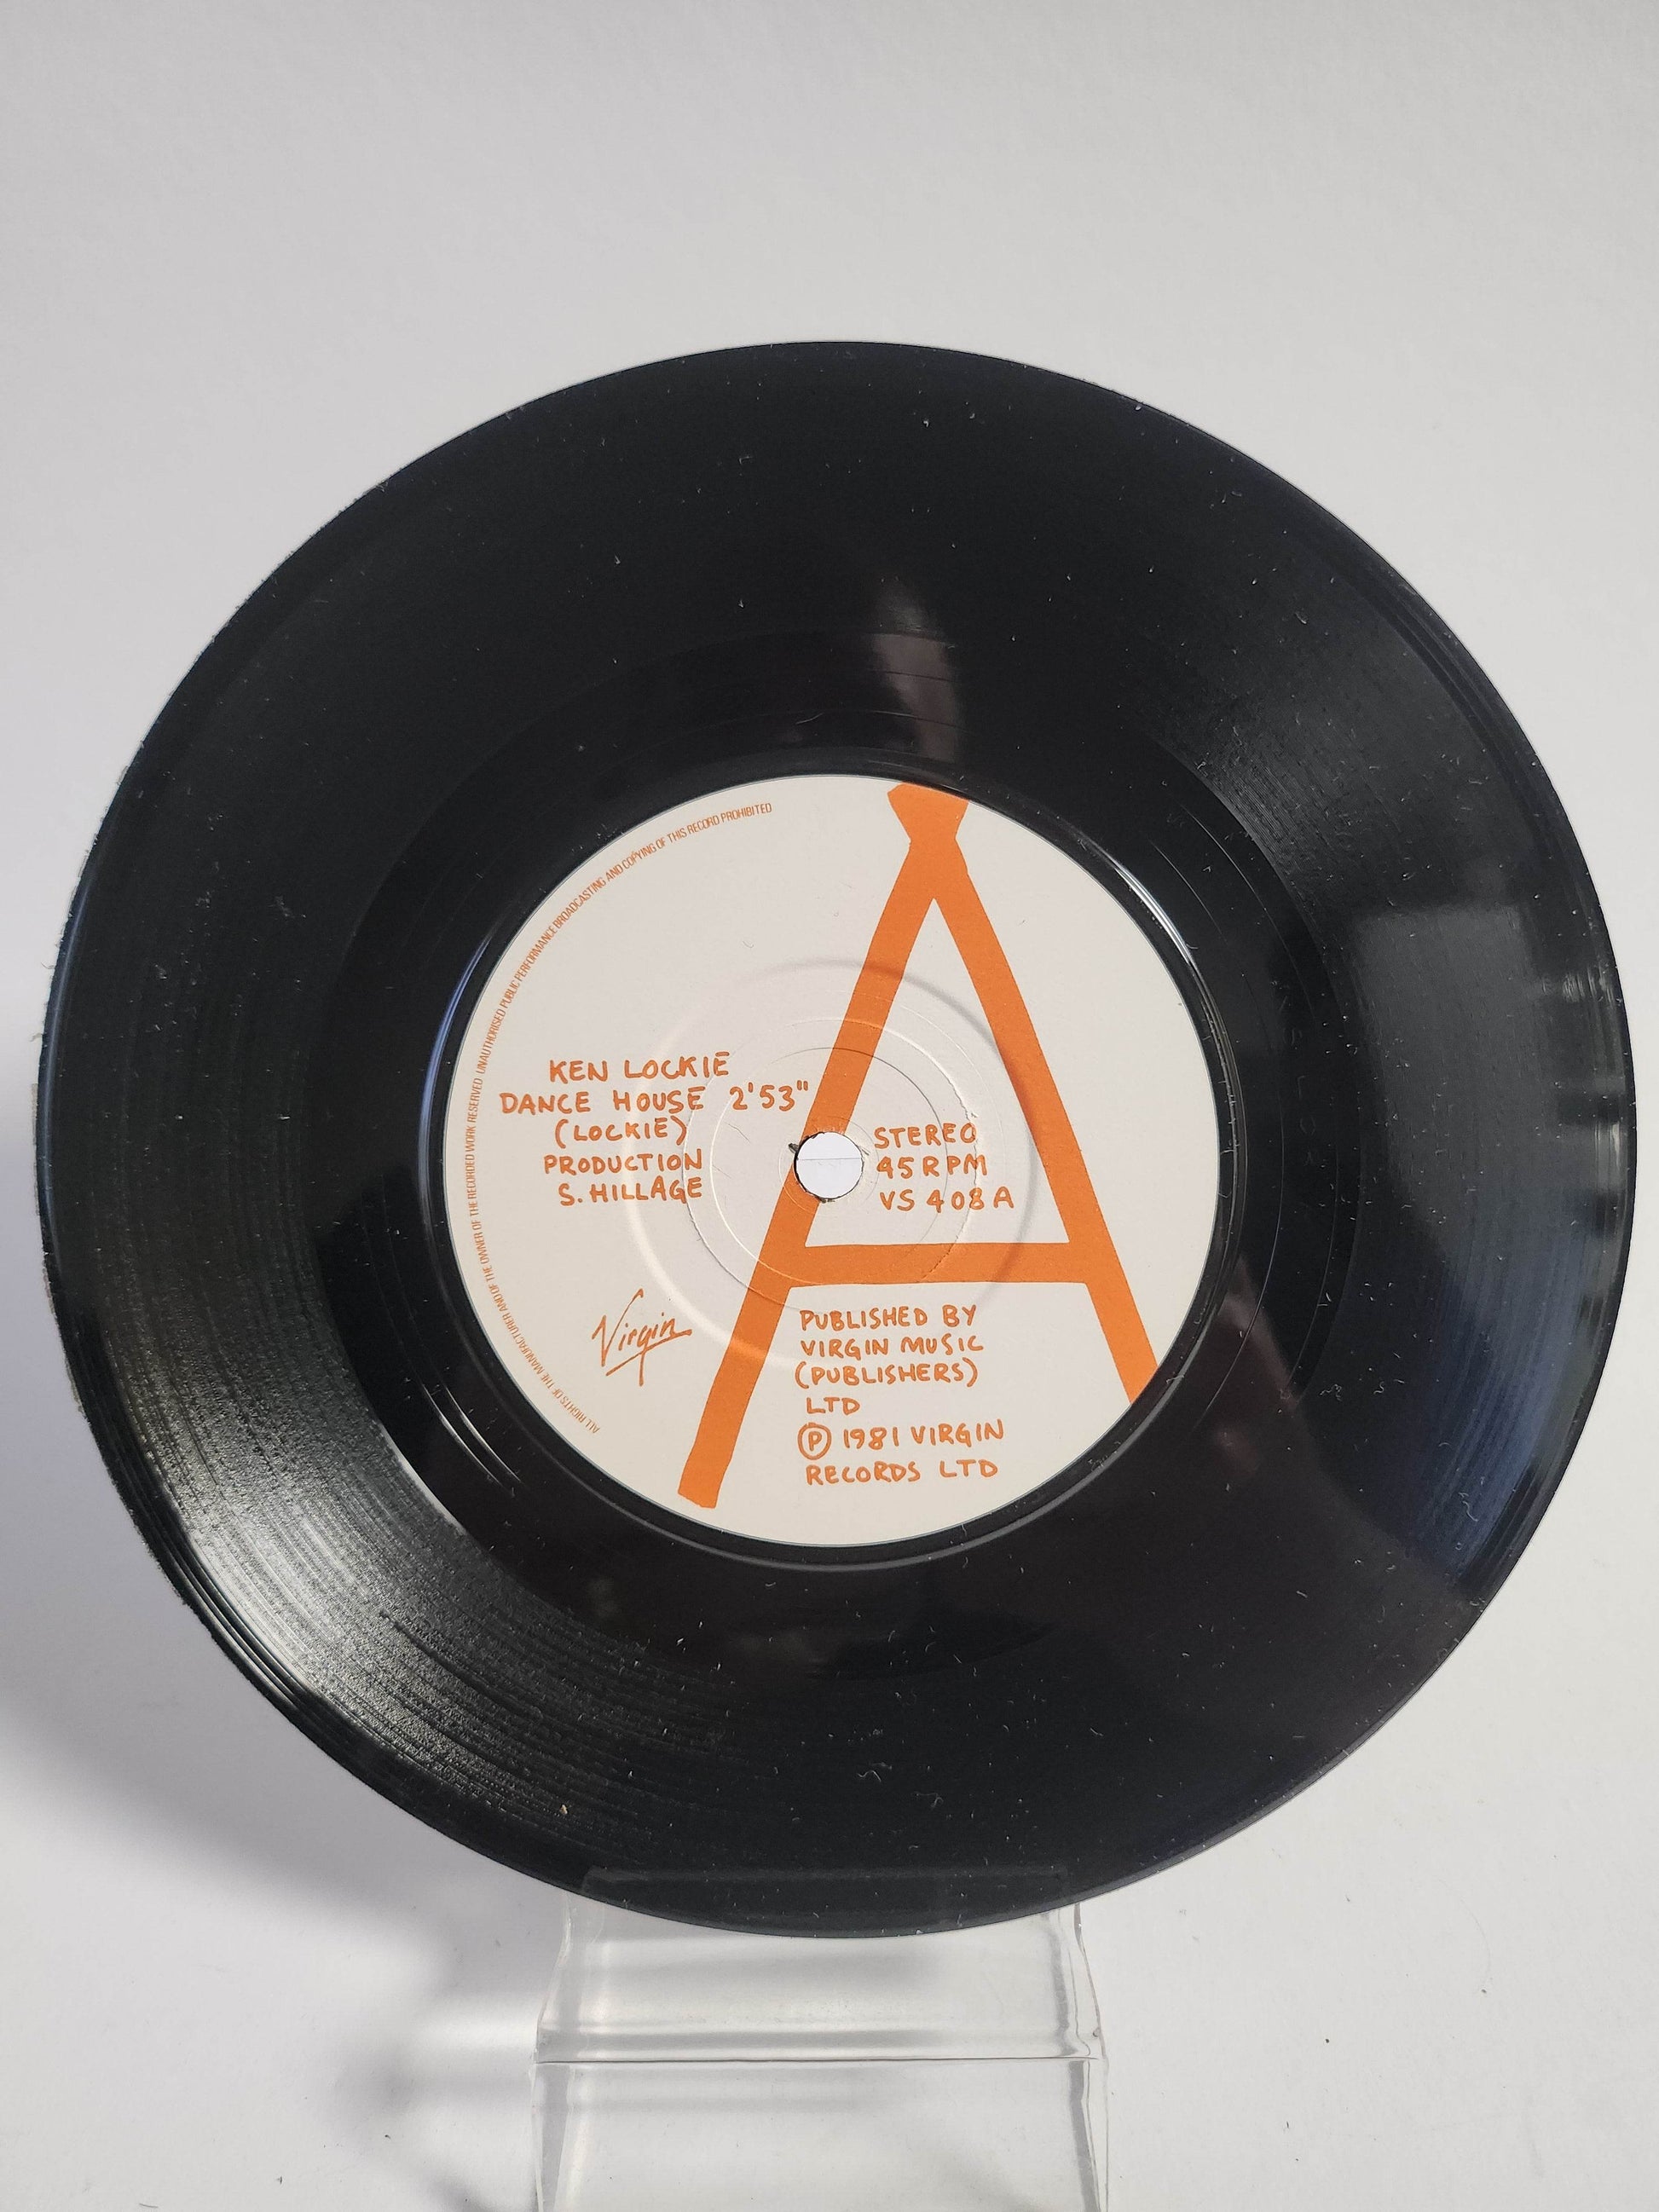 ALL RIGHTS OF THE MANUFACTURER AND OF THE OWNER OF THE RECORDED WORK RESERVED UNAUTHORISED PUBLIC PERFORMANCE BROADCASTING AND COPYING OF THIS RECORD PROHIBITED
A
KEN LOCKIE
DANCE HOUSE 2'53"
(LOCKIE)
PRODUCTION
S. HILLAGE
STEREO
45 RPM
VS 408 A
Virgin
PUBLISHED BY
VIRGIN MUSIC
(PUBLISHERS)
LTD
Ⓟ 1981 VIRGIN
RECORDS LTD